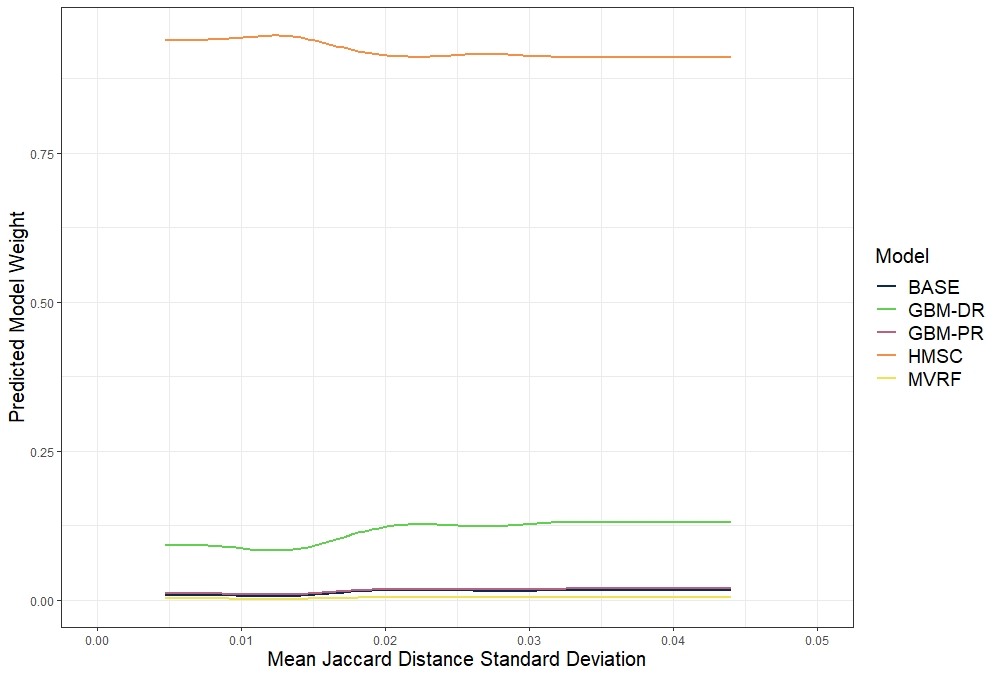 Predicted Model Weight
0.75
0.50
0.25
0.00
0.00 0.01 0.02 0.03 0.04 0.05
Mean Jaccard Distance Standard Deviation
Model
BASE
GBM-DR
GBM-PR
HMSC
MVRF